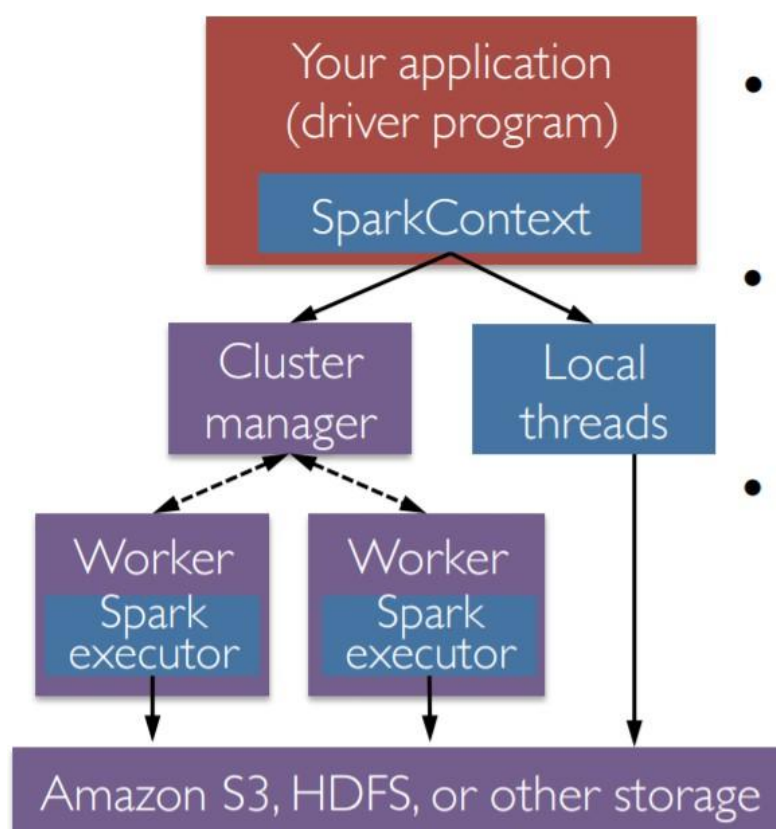 Your application
(driver program)
SparkContext
Cluster
manager
Local
threads
Worker
Spark
executor
Worker
Spark
executor
Amazon S3, HDFS, or other storage